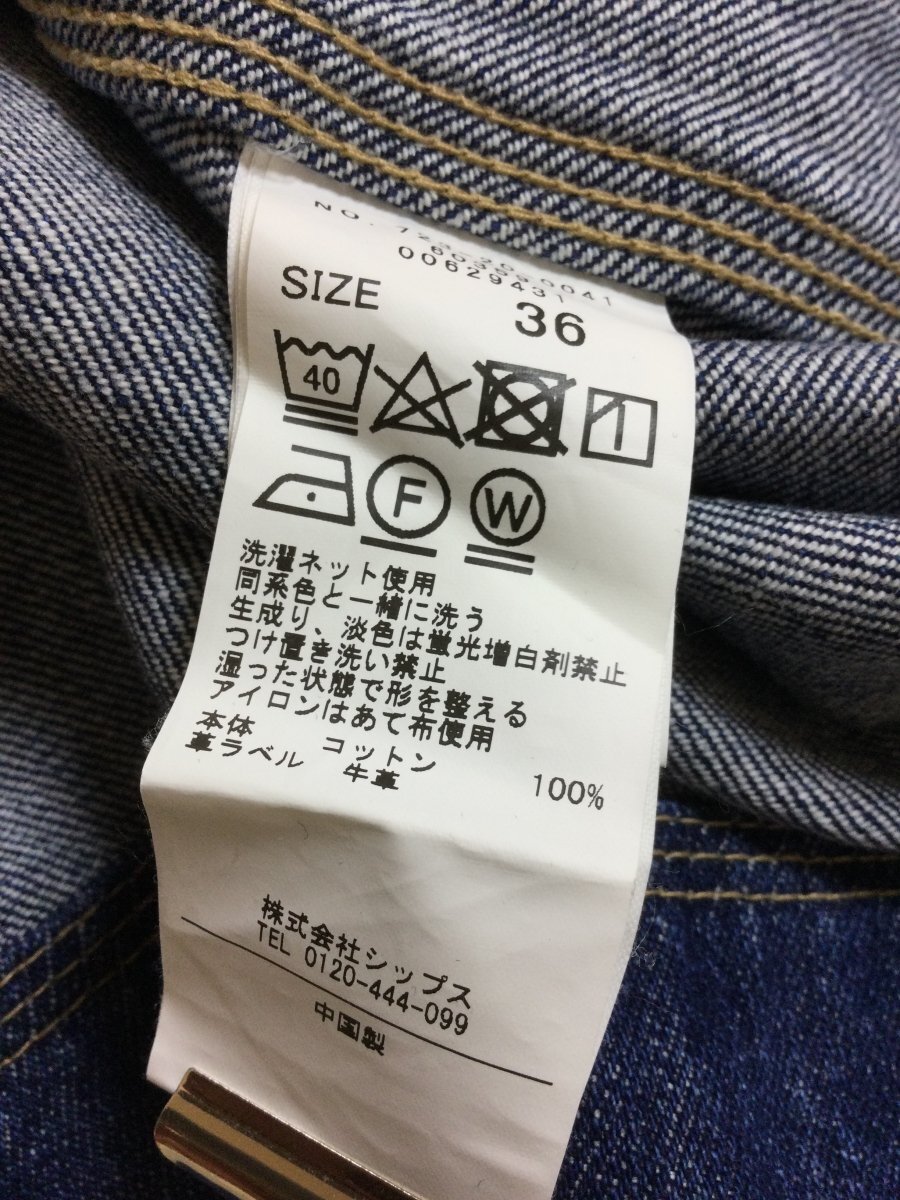 00629431
SIZE 36
40
F W
洗濯ネット使用
同系色と一緒に洗う
生成り、淡色は蛍光増白剤禁止
つけ置き洗い禁止
湿った状態で形を整える
アイロンはあて布使用
本体 コットン 100%
革ラベル 牛革
株式会社シップス
TEL 0120-444-099
中国製